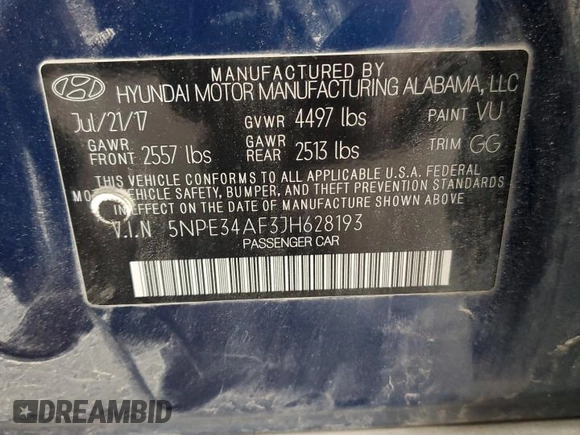 MANUFACTURED BY
HYUNDAI MOTOR MANUFACTURING ALABAMA, LLC
Jul/21/17 GVWR 4497 lbs PAINT VU
GAWR FRONT 2557 lbs GAWR REAR 2513 lbs TRIM GG
THIS VEHICLE CONFORMS TO ALL APPLICABLE U.S.A. FEDERAL
MOTOR VEHICLE SAFETY, BUMPER, AND THEFT PREVENTION STANDARDS
IN EFFECT ON THE DATE OF MANUFACTURE SHOWN ABOVE.
V.I.N 5NPE34AF3JH628193
PASSENGER CAR
DREAMBID